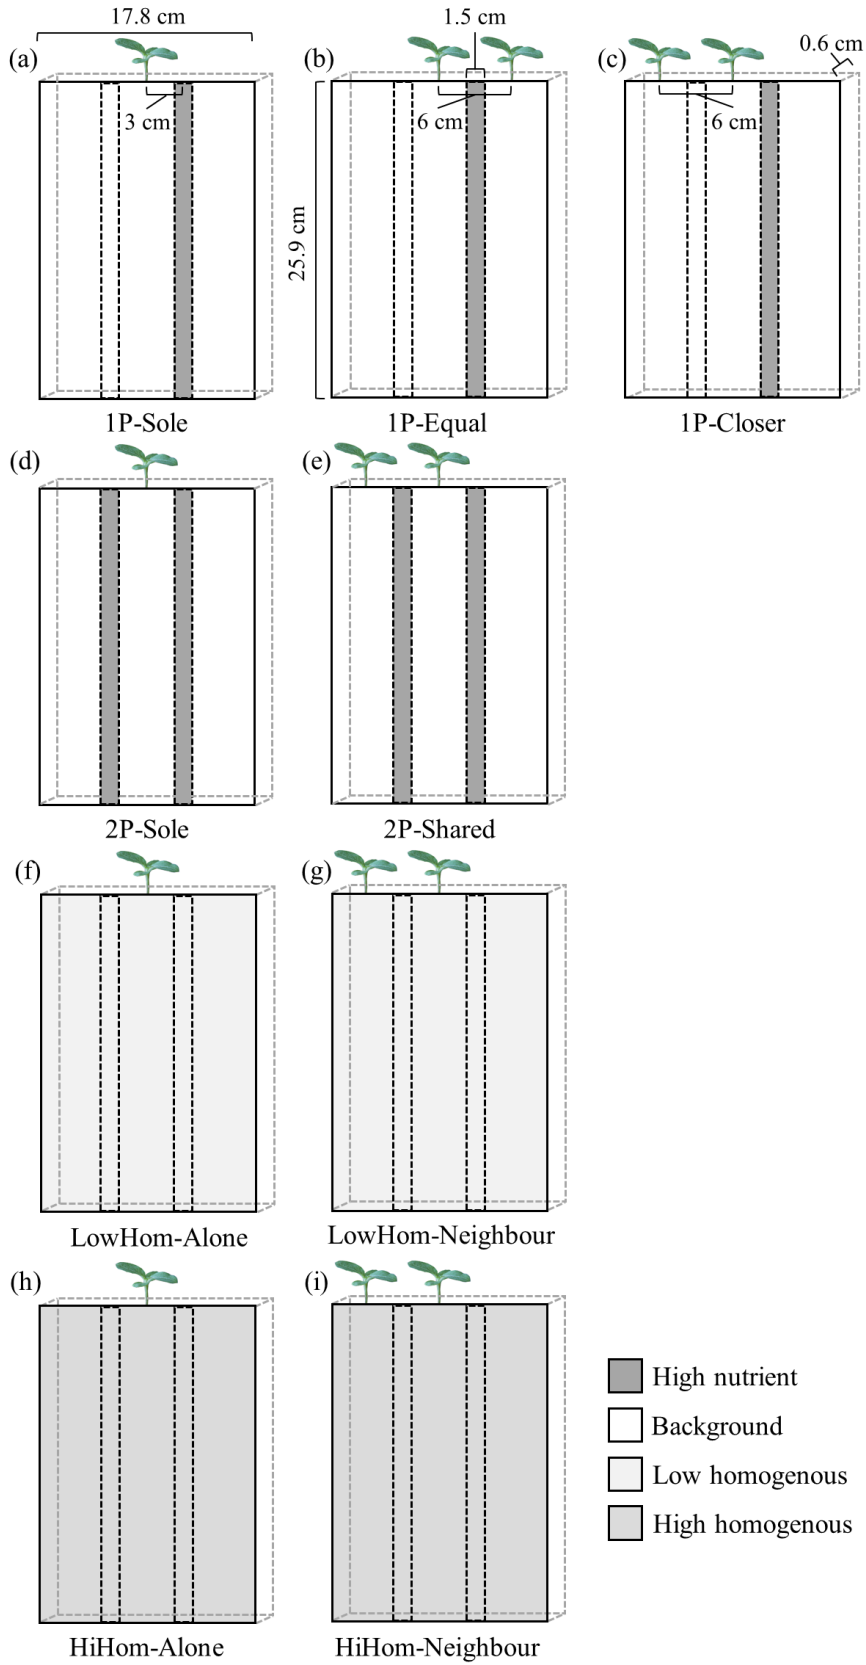 17.8 cm
1.5 cm
0.6 cm
(a)
(b)
(c)
3 cm
6 cm
6 cm
25.9 cm
1P-Sole
1P-Equal
1P-Closer
(d)
(e)
2P-Sole
2P-Shared
(f)
(g)
LowHom-Alone
LowHom-Neighbour
(h)
(i)
HiHom-Alone
HiHom-Neighbour
High nutrient
Background
Low homogenous
High homogenous